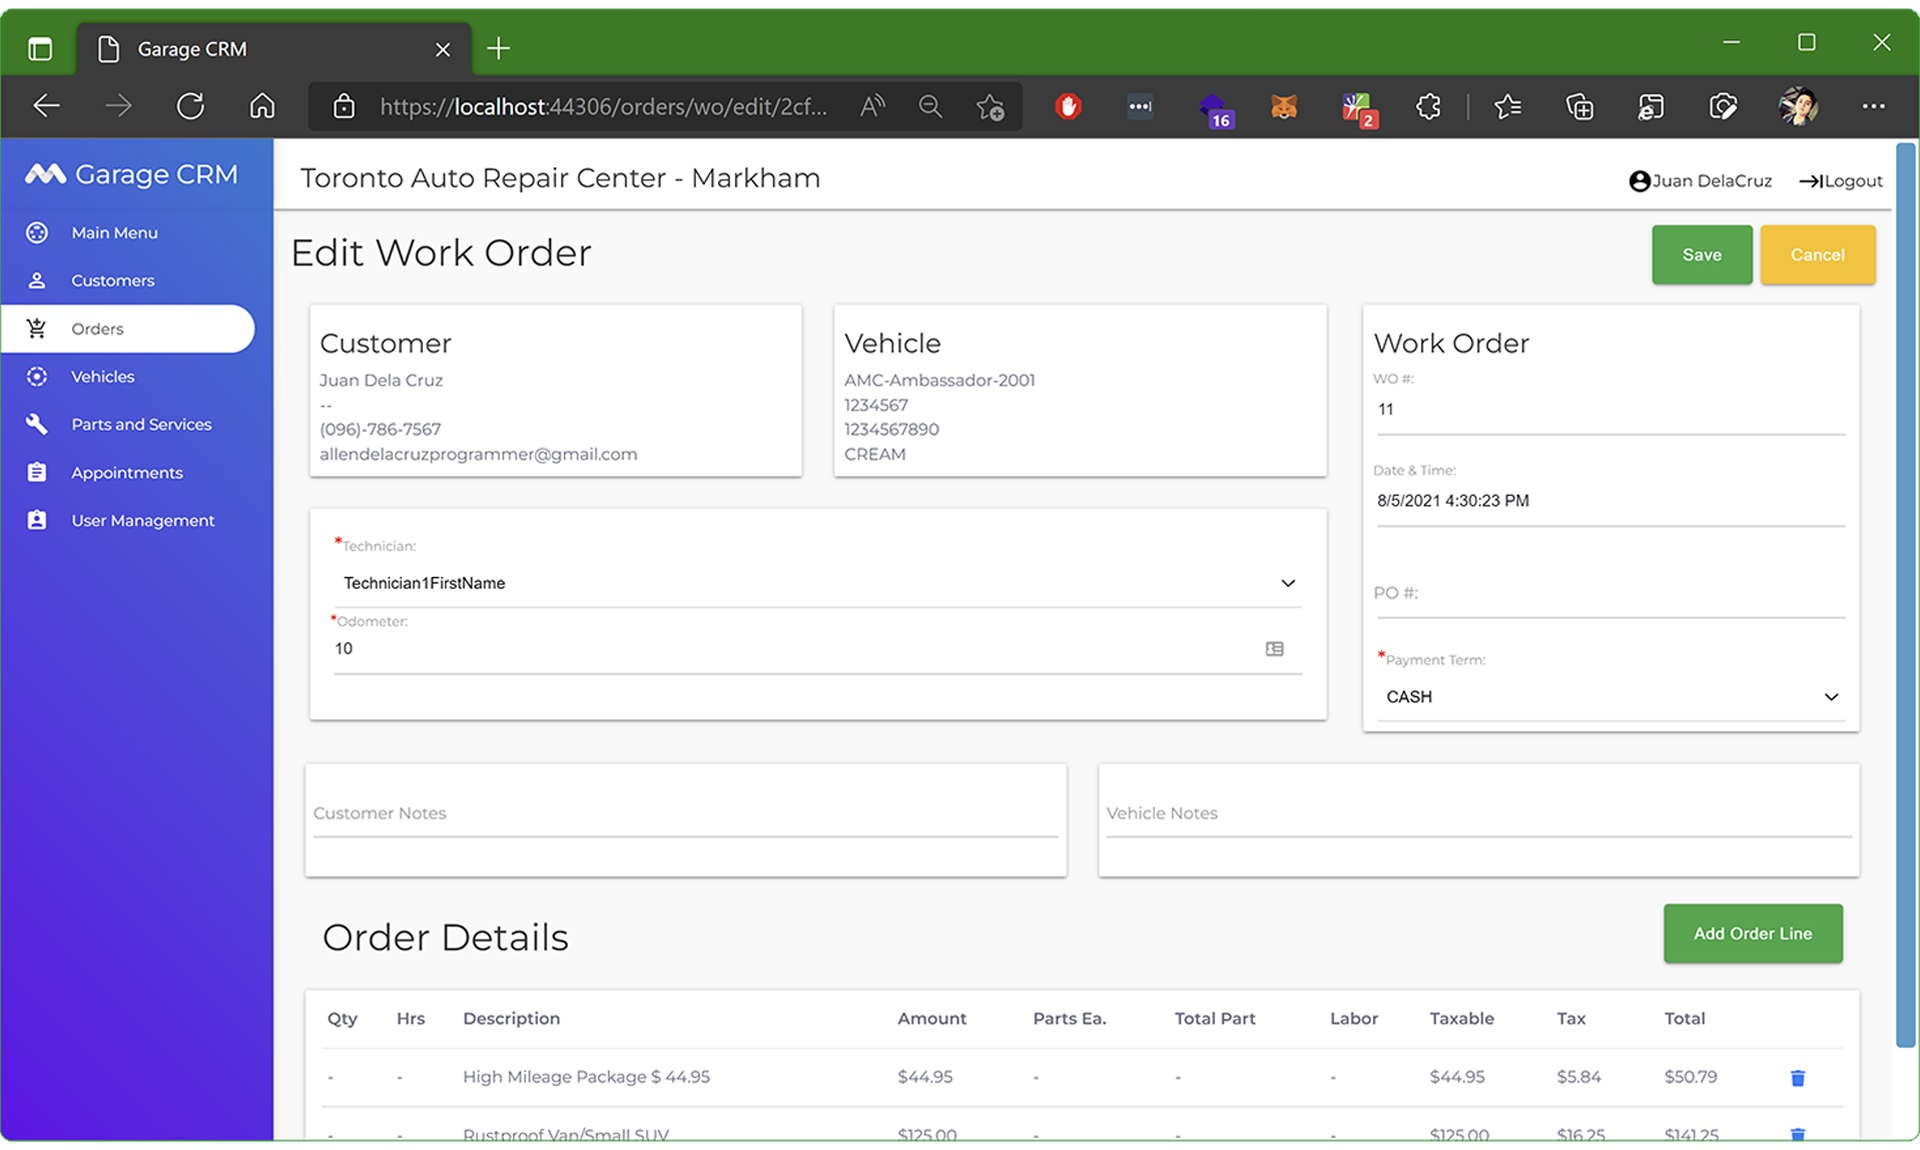 Garage CRM
https://localhost:44306/orders/wo/edit/2cf...
16
2
Garage CRM
Toronto Auto Repair Center - Markham
Juan DelaCruz
Logout
Main Menu
Customers
Orders
Vehicles
Parts and Services
Appointments
User Management
Edit Work Order
Save
Cancel
Customer
Juan Dela Cruz
--
(096)-786-7567
allendelacruzprogrammer@gmail.com
Vehicle
AMC-Ambassador-2001
1234567
1234567890
CREAM
Work Order
WO #:
11
Date & Time:
8/5/2021 4:30:23 PM
PO #:
*Payment Term:
CASH
*Technician:
Technician1FirstName
*Odometer:
10
Customer Notes
Vehicle Notes
Order Details
Add Order Line
Qty Hrs Description Amount Parts Ea. Total Part Labor Taxable Tax Total
- - High Mileage Package $ 44.95 $44.95 - - - $44.95 $5.84 $50.79
- - Rustproof Van/Small SUV $125.00 - - - $125.00 $16.25 $141.25